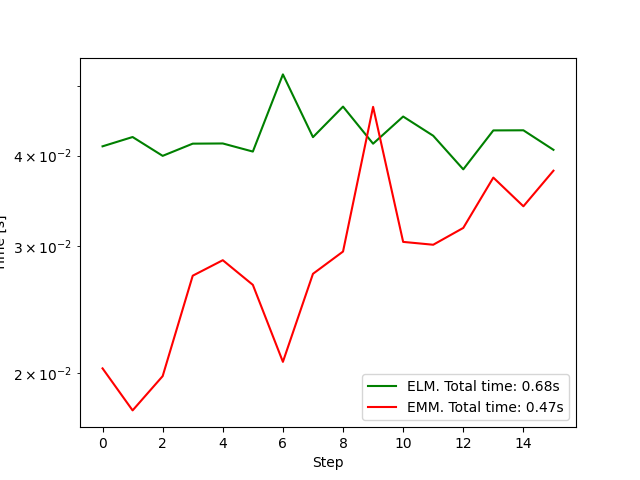 4 × 10⁻²
3 × 10⁻²
2 × 10⁻²
0 2 4 6 8 10 12 14
Step
ELM. Total time: 0.68s
EMM. Total time: 0.47s